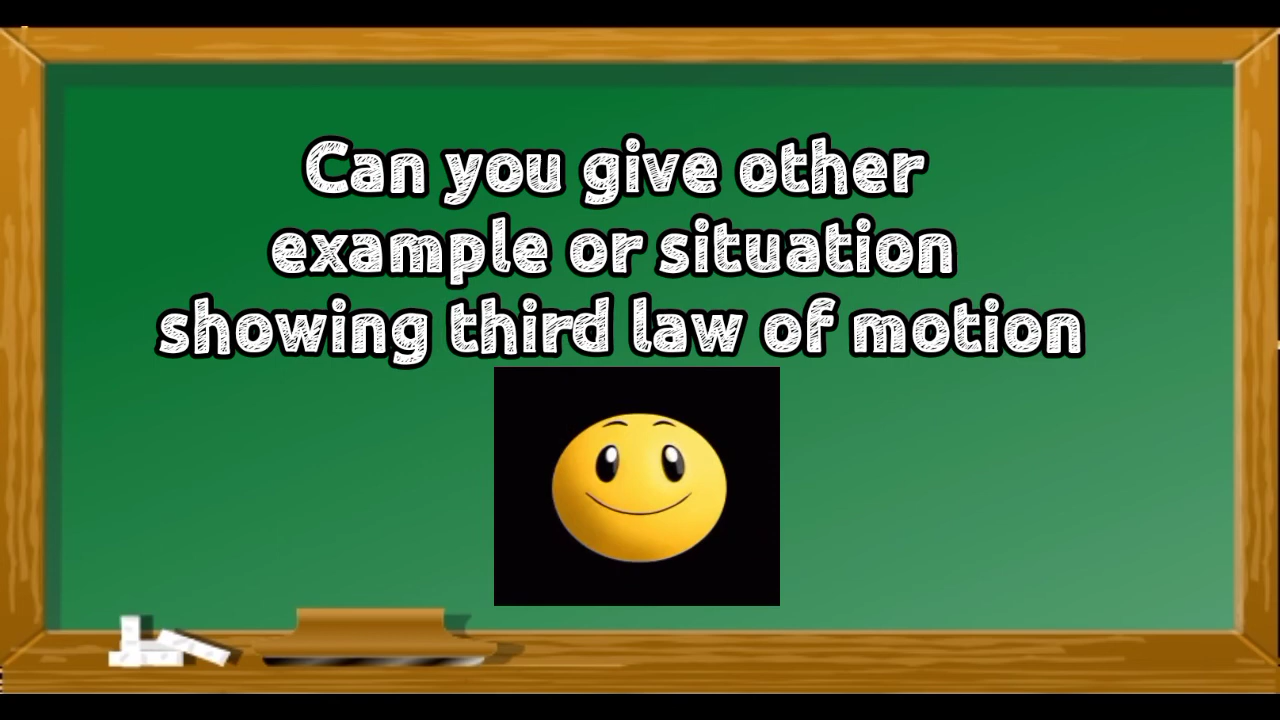 Can you give other
example or situation
showing third law of motion